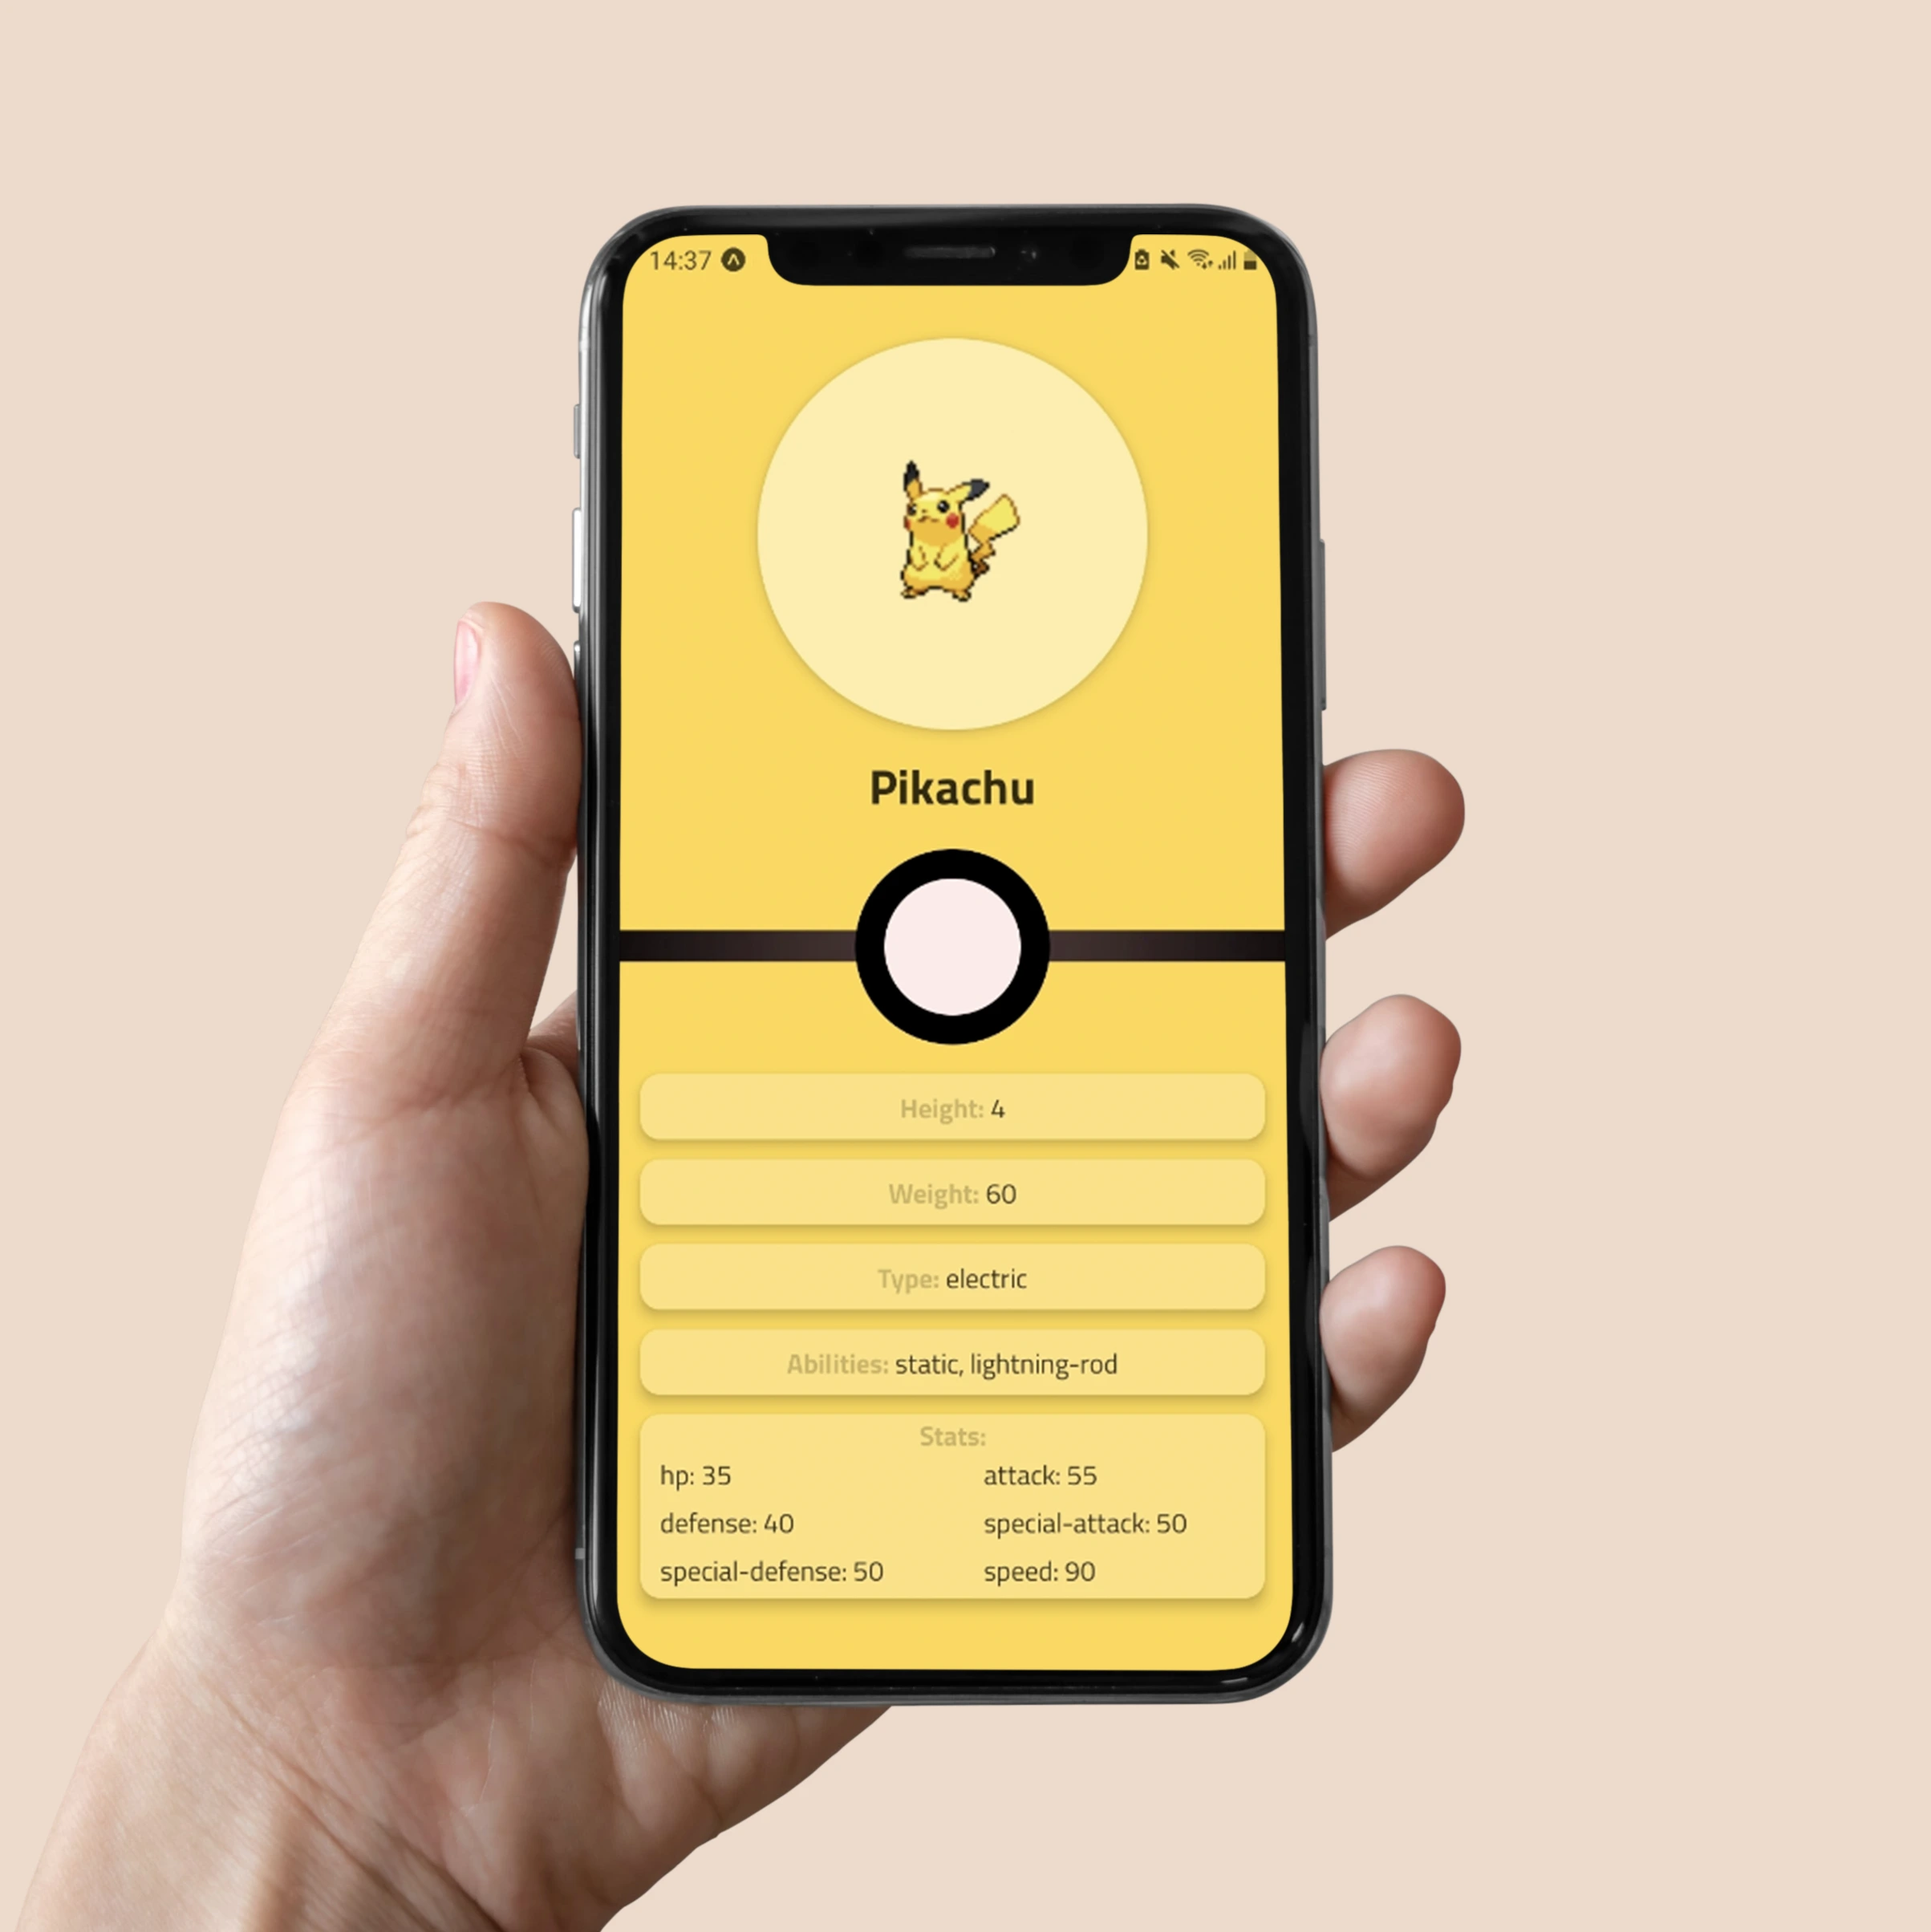 14:37
Pikachu
Height: 4
Weight: 60
Type: electric
Abilities: static, lightning-rod
Stats:
hp: 35 attack: 55
defense: 40 special-attack: 50
special-defense: 50 speed: 90